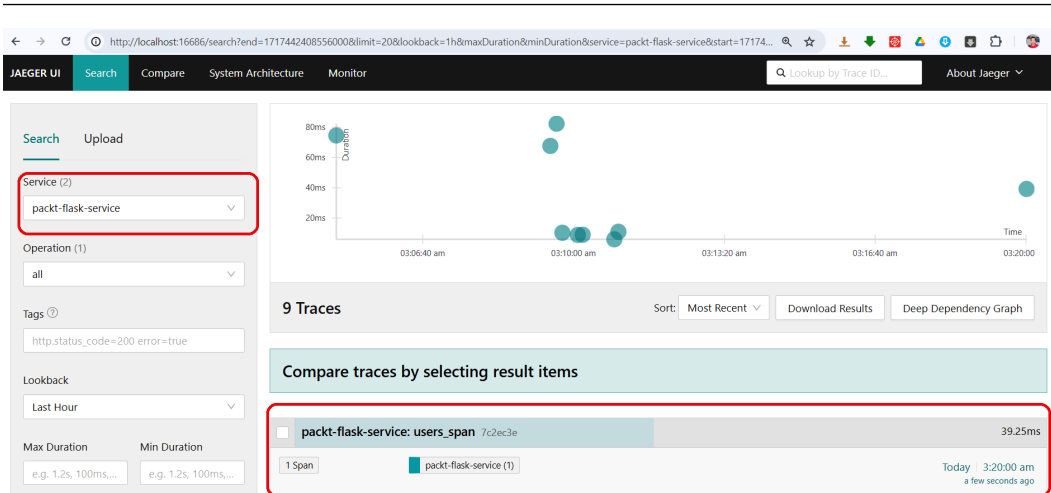 http://localhost:16686/search?end=1717442408556000&limit=20&lookback=1h&maxDuration&minDuration&service=packt-flask-service&start=17174...
JAEGER UI Search Compare System Architecture Monitor Lookup by Trace ID... About Jaeger
Search Upload
Service (2)
packt-flask-service
Operation (1)
all
Tags
http.status_code=200 error=true
Lookback
Last Hour
Max Duration Min Duration
e.g. 1.2s, 100ms,... e.g. 1.2s, 100ms,...
80ms
60ms
40ms
20ms
Duration
Time
03:06:40 am 03:10:00 am 03:13:20 am 03:16:40 am 03:20:00
9 Traces Sort: Most Recent Download Results Deep Dependency Graph
Compare traces by selecting result items
packt-flask-service: users_span 7c2ec3e 39.25ms
1 Span packt-flask-service (1) Today 3:20:00 am
a few seconds ago